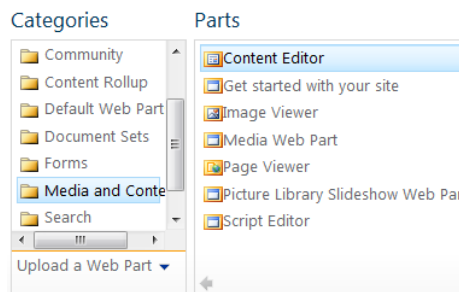 Categories
Community
Content Rollup
Default Web Part
Document Sets
Forms
Media and Conte
Search
Upload a Web Part
Parts
Content Editor
Get started with your site
Image Viewer
Media Web Part
Page Viewer
Picture Library Slideshow Web Par
Script Editor